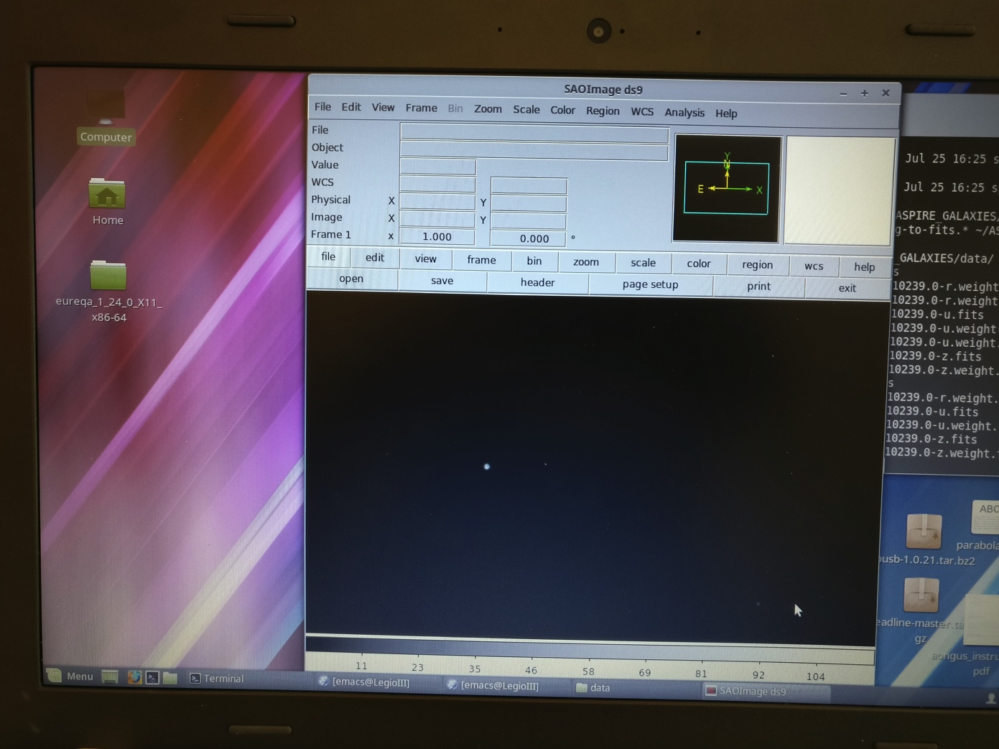 SAOImage ds9
File Edit View Frame Bin Zoom Scale Color Region WCS Analysis Help
File
Object
Value
WCS
Physical X Y
Image X Y
Frame 1 x 1.000 0.000 °
Y
N
E X
file edit view frame bin zoom scale color region wcs help
open save header page setup print exit
11 23 35 46 58 69 81 92 104
Computer
Home
eureqa_1_24_0_X11_
x86-64
Jul 25 16:25 s
Jul 25 16:25 s
ASPIRE_GALAXIES/
g-to-fits.* ~/AS
_GALAXIES/data/
s
10239.0-r.weight
10239.0-r.weight
10239.0-u.fits
10239.0-u.weight
10239.0-u.weight.
10239.0-z.fits
10239.0-z.weight.
s
10239.0-r.weight
10239.0-u.fits
10239.0-u.weight.
10239.0-z.fits
10239.0-z.weight.
ABC
parabola
usb-1.0.21.tar.bz2
eadline-master.ta
gz
aongus_instru
pdf
Menu Terminal [emacs@LegioIII] [emacs@LegioIII] data SAOImage ds9